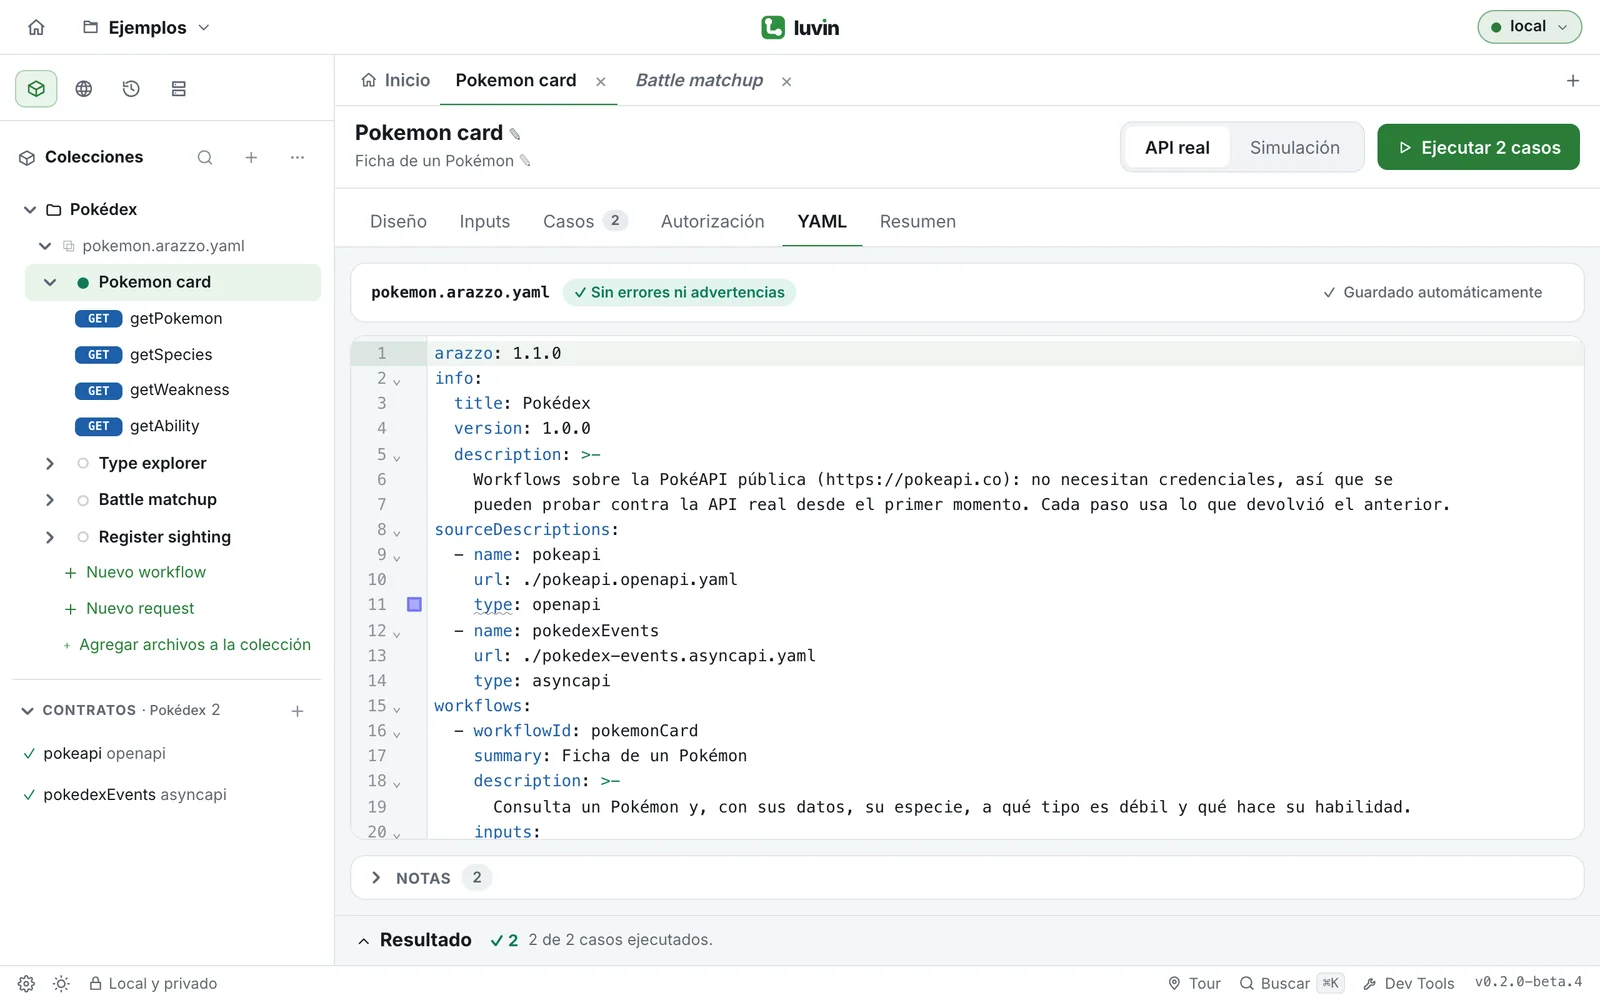 Ejemplos
luvin
local
Inicio
Pokemon card
Battle matchup
Colecciones
Pokédex
pokemon.arazzo.yaml
Pokemon card
GET getPokemon
GET getSpecies
GET getWeakness
GET getAbility
Type explorer
Battle matchup
Register sighting
+ Nuevo workflow
+ Nuevo request
+ Agregar archivos a la colección
CONTRATOS · Pokédex 2
pokeapi openapi
pokedexEvents asyncapi
Pokemon card
Ficha de un Pokémon
API real
Simulación
Ejecutar 2 casos
Diseño
Inputs
Casos 2
Autorización
YAML
Resumen
pokemon.arazzo.yaml
✓ Sin errores ni advertencias
✓ Guardado automáticamente
1 arazzo: 1.1.0
2 info:
3 title: Pokédex
4 version: 1.0.0
5 description: >-
6 Workflows sobre la PokéAPI pública (https://pokeapi.co): no necesitan credenciales, así que se
7 pueden probar contra la API real desde el primer momento. Cada paso usa lo que devolvió el anterior.
8 sourceDescriptions:
9 - name: pokeapi
10 url: ./pokeapi.openapi.yaml
11 type: openapi
12 - name: pokedexEvents
13 url: ./pokedex-events.asyncapi.yaml
14 type: asyncapi
15 workflows:
16 - workflowId: pokemonCard
17 summary: Ficha de un Pokémon
18 description: >-
19 Consulta un Pokémon y, con sus datos, su especie, a qué tipo es débil y qué hace su habilidad.
20 inputs:
NOTAS 2
Resultado ✓ 2 2 de 2 casos ejecutados.
Local y privado
Tour
Buscar ⌘K
Dev Tools
v0.2.0-beta.4